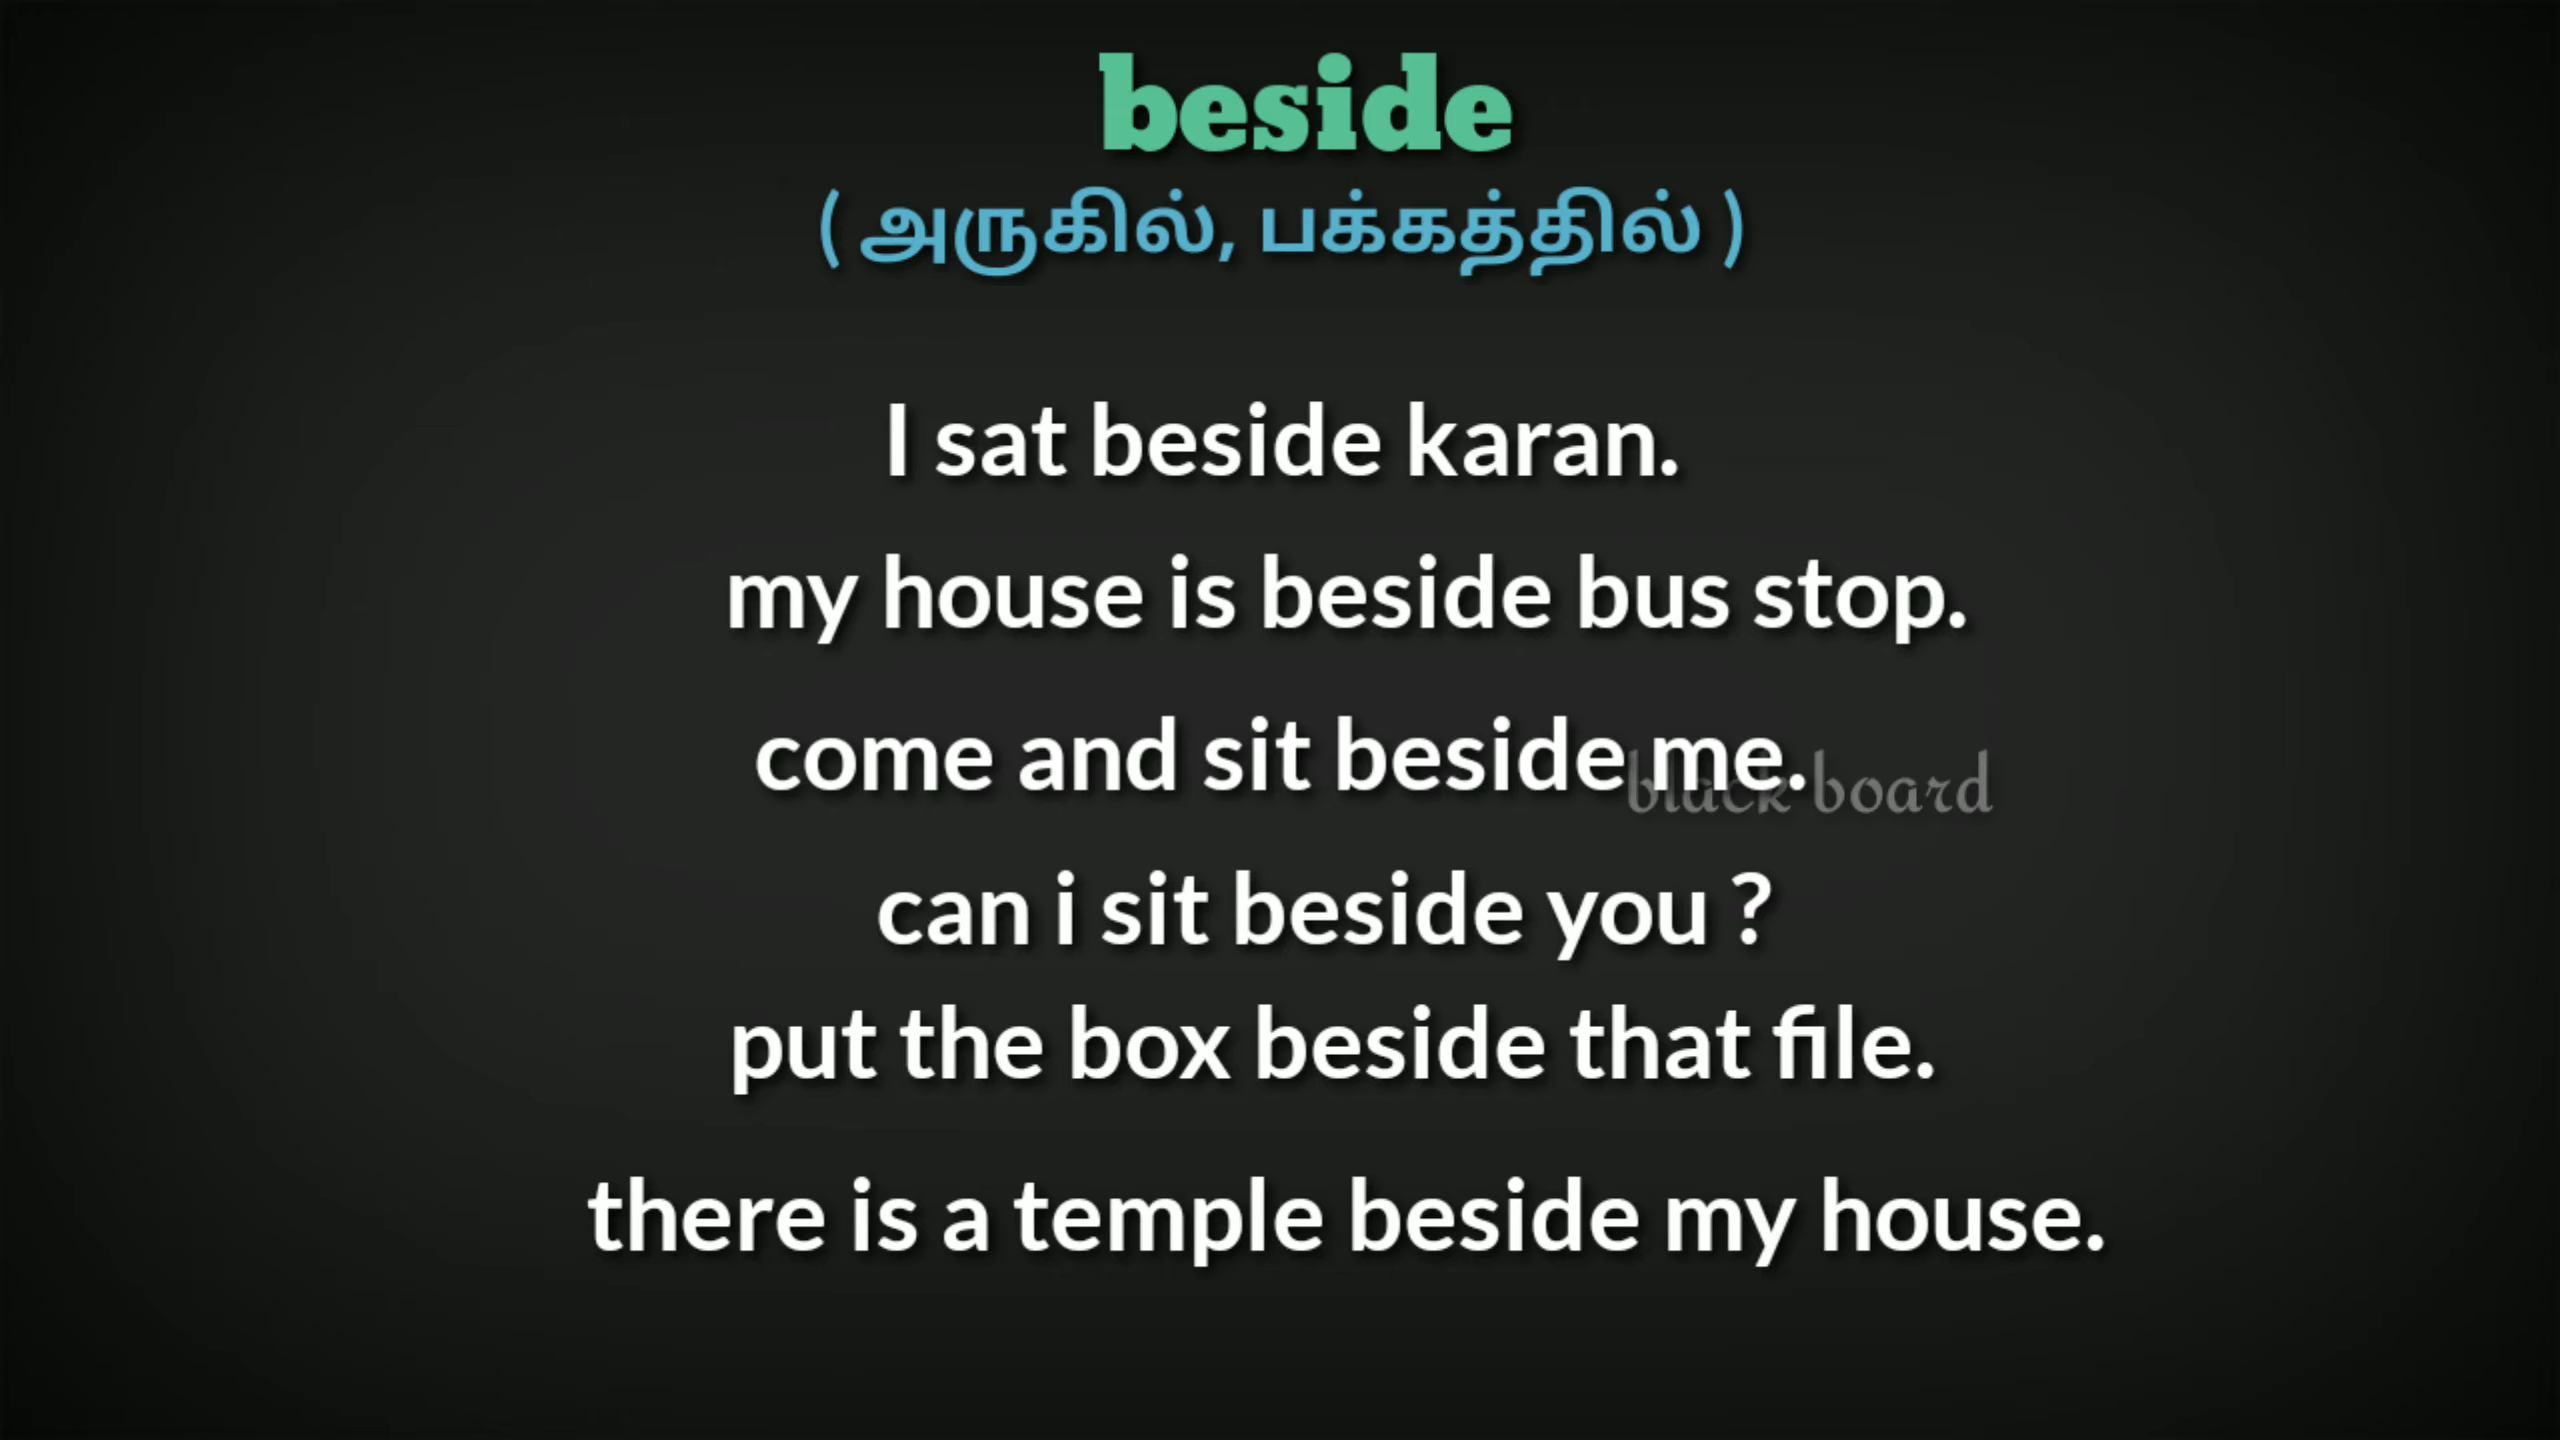 beside
( அருகில், பக்கத்தில் )
I sat beside karan.
my house is beside bus stop.
come and sit beside me.
black board
can i sit beside you ?
put the box beside that file.
there is a temple beside my house.